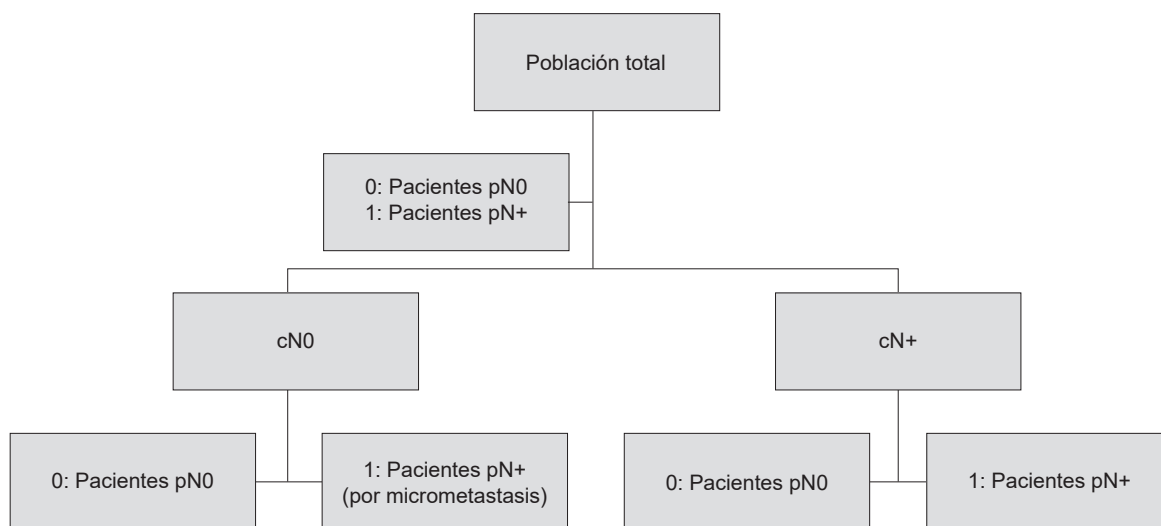 Población total
0: Pacientes pN0
1: Pacientes pN+
cN0
cN+
0: Pacientes pN0
1: Pacientes pN+
(por micrometastasis)
0: Pacientes pN0
1: Pacientes pN+